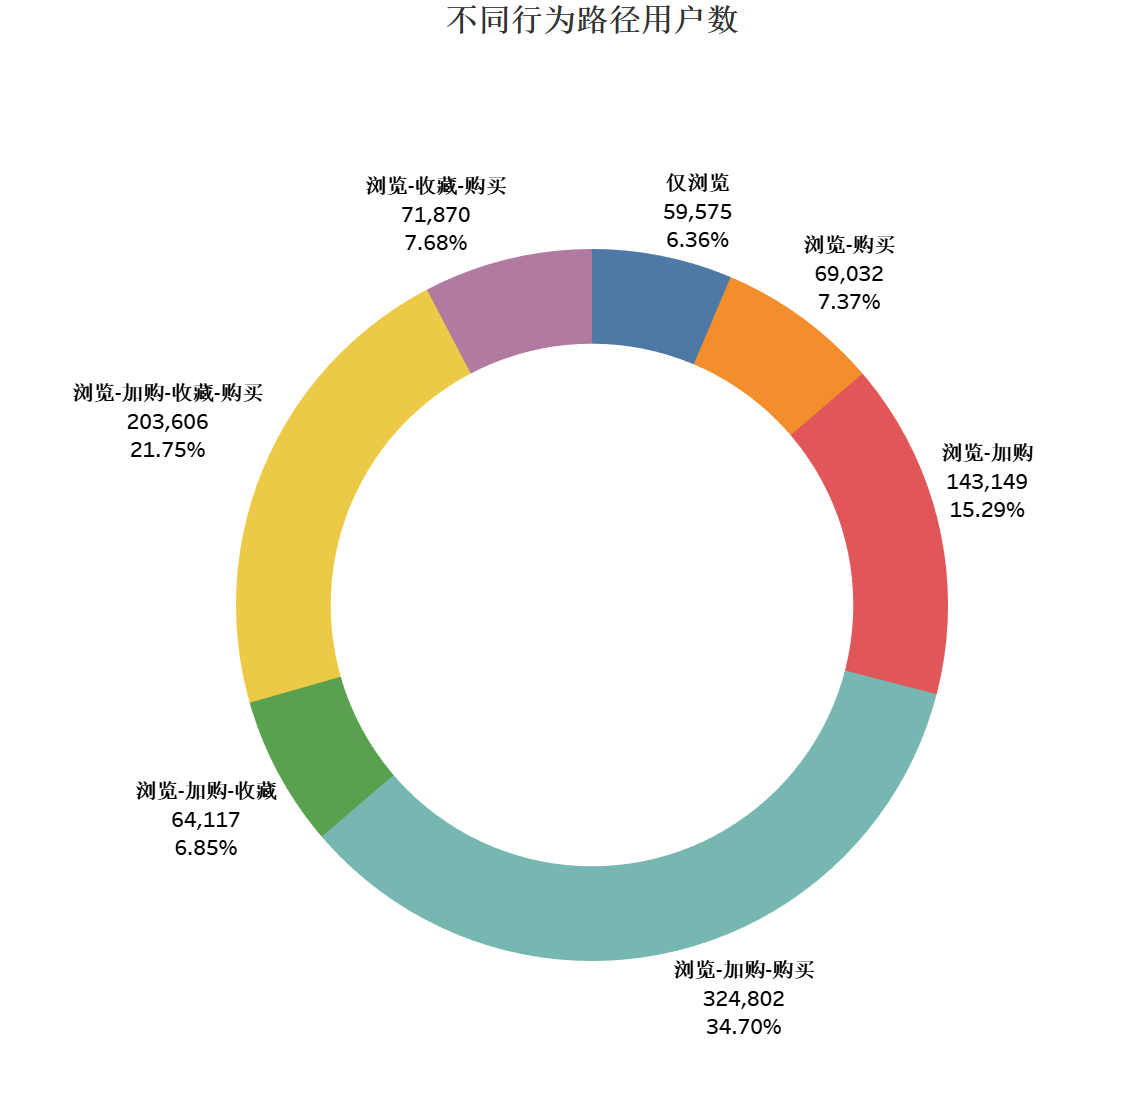 不同行为路径用户数
浏览-收藏-购买
71,870
7.68%
仅浏览
59,575
6.36%
浏览-购买
69,032
7.37%
浏览-加购-收藏-购买
203,606
21.75%
浏览-加购
143,149
15.29%
浏览-加购-收藏
64,117
6.85%
浏览-加购-购买
324,802
34.70%